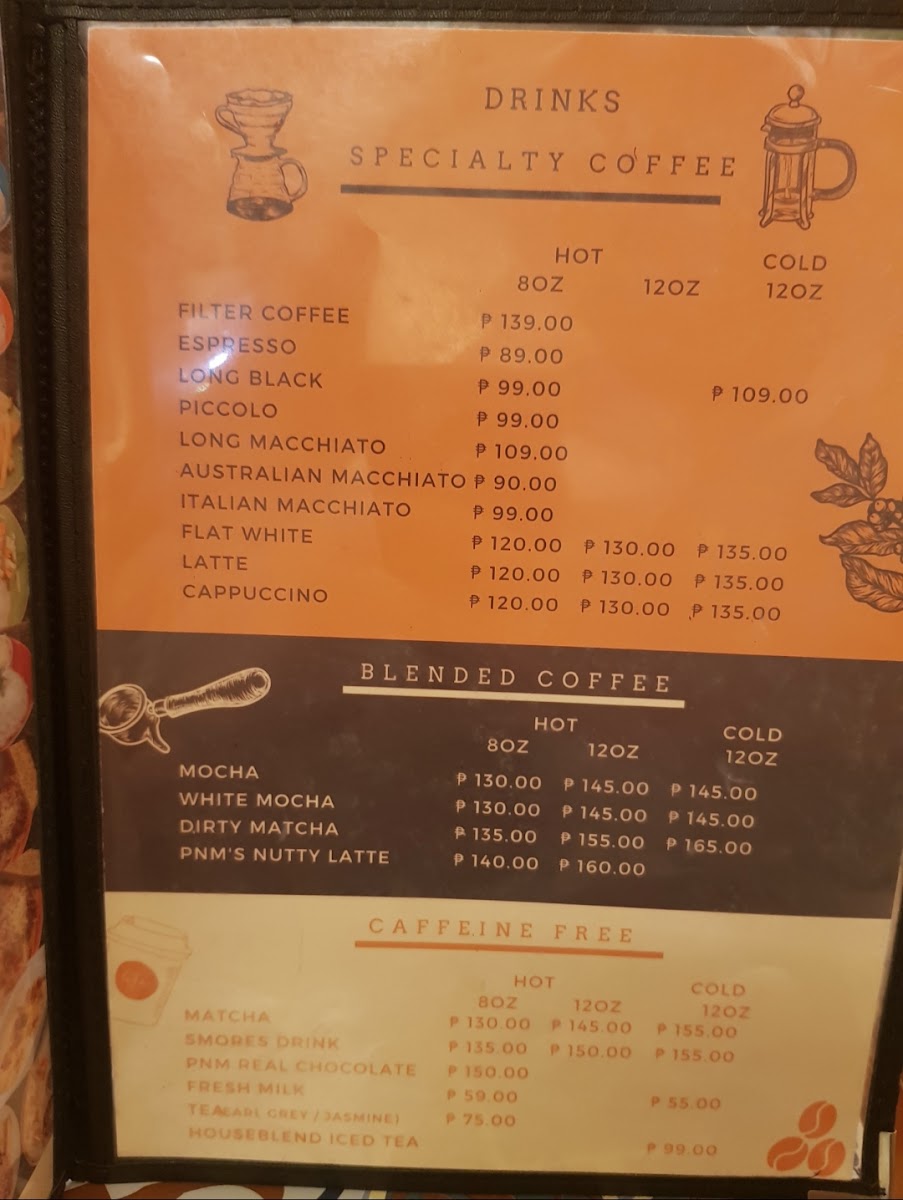 DRINKS
SPECIALTY COFFEE
HOT COLD
8OZ 12OZ 12OZ
FILTER COFFEE ₱ 139.00
ESPRESSO ₱ 89.00
LONG BLACK ₱ 99.00 ₱ 109.00
PICCOLO ₱ 99.00
LONG MACCHIATO ₱ 109.00
AUSTRALIAN MACCHIATO ₱ 90.00
ITALIAN MACCHIATO ₱ 99.00
FLAT WHITE ₱ 120.00 ₱ 130.00 ₱ 135.00
LATTE ₱ 120.00 ₱ 130.00 ₱ 135.00
CAPPUCCINO ₱ 120.00 ₱ 130.00 ₱ 135.00
BLENDED COFFEE
HOT COLD
8OZ 12OZ 12OZ
MOCHA ₱ 130.00 ₱ 145.00 ₱ 145.00
WHITE MOCHA ₱ 130.00 ₱ 145.00 ₱ 145.00
DIRTY MATCHA ₱ 135.00 ₱ 155.00 ₱ 165.00
PNM'S NUTTY LATTE ₱ 140.00 ₱ 160.00
CAFFEINE FREE
HOT COLD
8OZ 12OZ 12OZ
MATCHA ₱ 130.00 ₱ 145.00 ₱ 155.00
SMORES DRINK ₱ 135.00 ₱ 150.00 ₱ 155.00
PNM REAL CHOCOLATE ₱ 150.00
FRESH MILK ₱ 59.00 ₱ 55.00
TEA(EARL GREY / JASMINE) ₱ 75.00
HOUSEBLEND ICED TEA ₱ 99.00